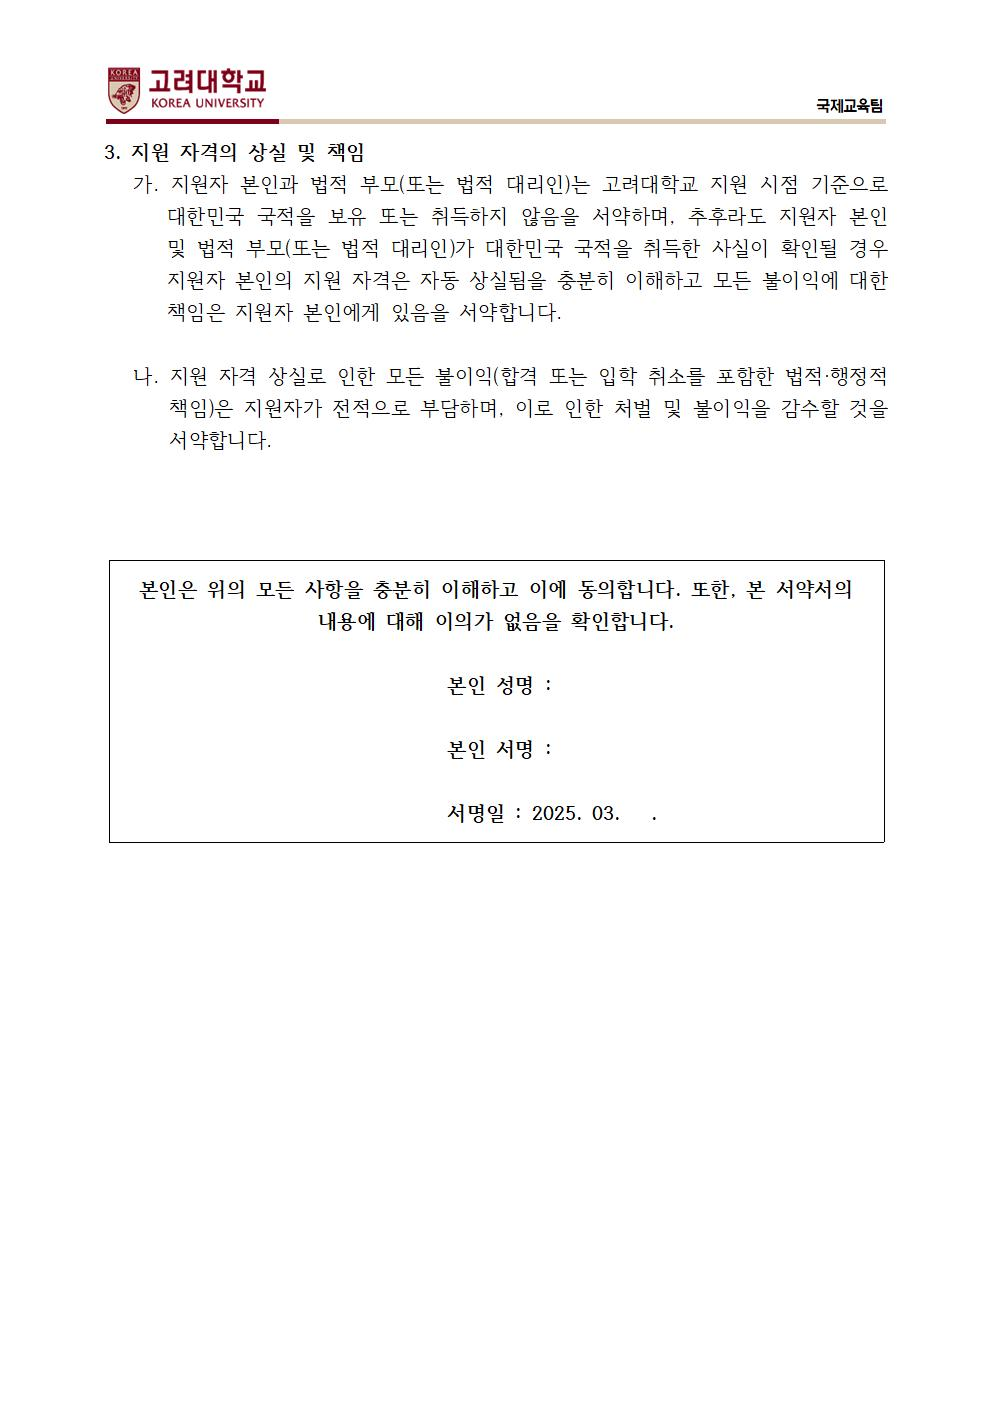 KOREA
고려대학교
KOREA UNIVERSITY
국제교육팀
3. 지원 자격의 상실 및 책임
가. 지원자 본인과 법적 부모(또는 법적 대리인)는 고려대학교 지원 시점 기준으로
대한민국 국적을 보유 또는 취득하지 않음을 서약하며, 추후라도 지원자 본인
및 법적 부모(또는 법적 대리인)가 대한민국 국적을 취득한 사실이 확인될 경우
지원자 본인의 지원 자격은 자동 상실됨을 충분히 이해하고 모든 불이익에 대한
책임은 지원자 본인에게 있음을 서약합니다.
나. 지원 자격 상실로 인한 모든 불이익(합격 또는 입학 취소를 포함한 법적·행정적
책임)은 지원자가 전적으로 부담하며, 이로 인한 처벌 및 불이익을 감수할 것을
서약합니다.
본인은 위의 모든 사항을 충분히 이해하고 이에 동의합니다. 또한, 본 서약서의
내용에 대해 이의가 없음을 확인합니다.
본인 성명 :
본인 서명 :
서명일 : 2025. 03. .